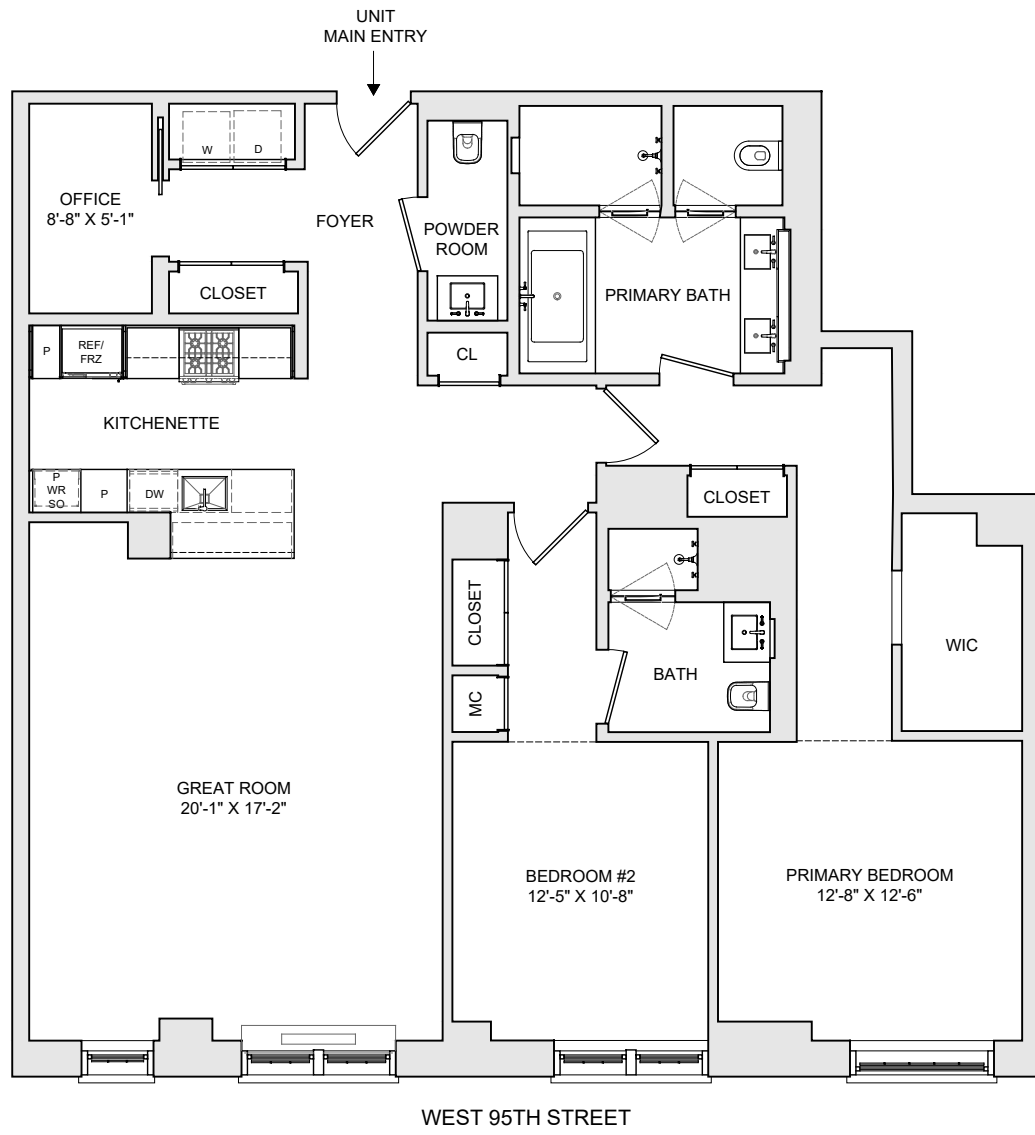 UNIT
MAIN ENTRY
W
D
OFFICE
8'-8" X 5'-1"
FOYER
POWDER
ROOM
CLOSET
PRIMARY BATH
P
REF/
FRZ
CL
KITCHENETTE
P
WR
SO
P
DW
CLOSET
CLOSET
MC
BATH
WIC
GREAT ROOM
20'-1" X 17'-2"
BEDROOM #2
12'-5" X 10'-8"
PRIMARY BEDROOM
12'-8" X 12'-6"
WEST 95TH STREET